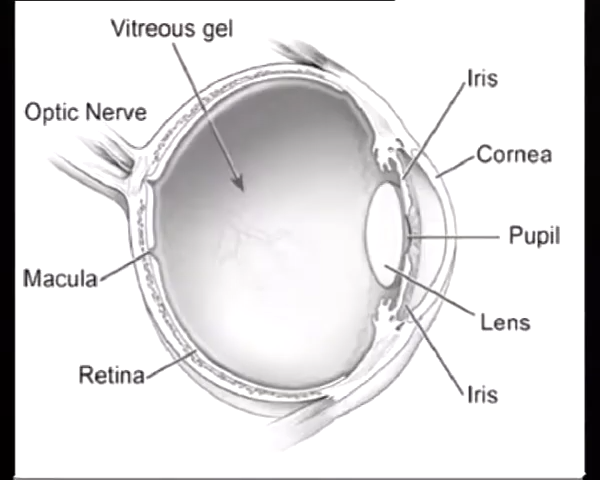 Vitreous gel
Iris
Optic Nerve
Cornea
Pupil
Macula
Lens
Retina
Iris